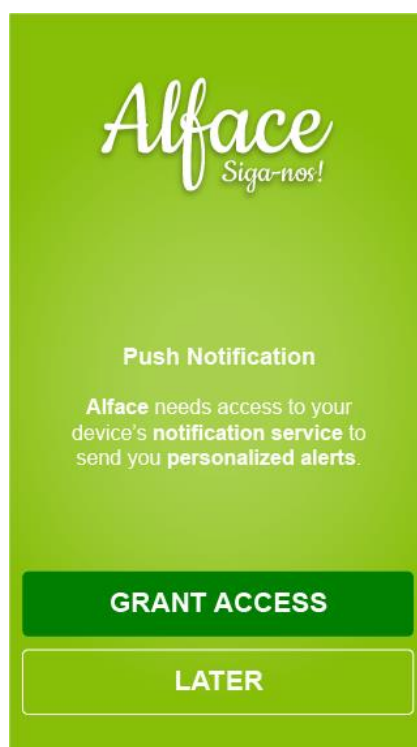 Alface
Siga-nos!
Push Notification
Alface needs access to your
device's notification service to
send you personalized alerts.
GRANT ACCESS
LATER